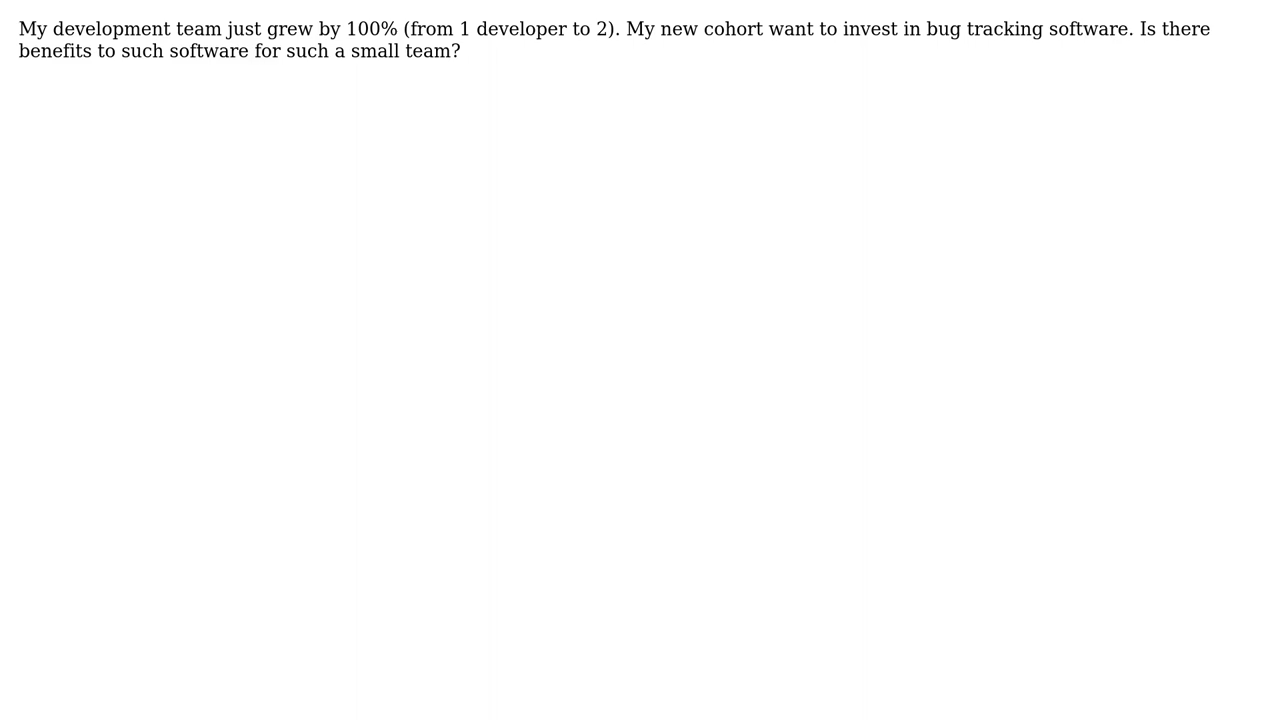 My development team just grew by 100% (from 1 developer to 2). My new cohort want to invest in bug tracking software. Is there
benefits to such software for such a small team?